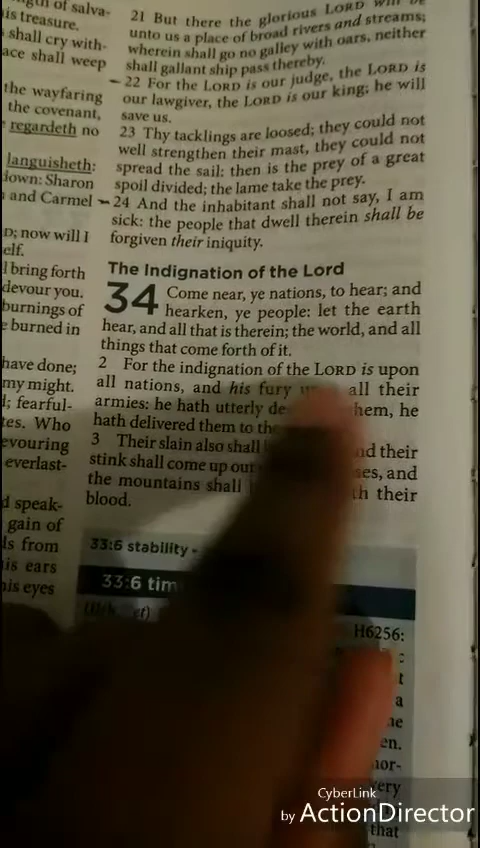 ngth of salva-
is treasure.
shall cry with-
ace shall weep
the wayfaring
the covenant,
regardeth no
languisheth:
down: Sharon
and Carmel
D; now will I
elf.
l bring forth
devour you.
burnings of
e burned in
have done;
my might.
d; fearful-
tes. Who
evouring
everlast-
d speak-
gain of
ds from
is ears
his eyes
21 But there the glorious LORD will be
unto us a place of broad rivers and streams;
wherein shall go no galley with oars, neither
shall gallant ship pass thereby.
22 For the LORD is our judge, the LORD is
our lawgiver, the LORD is our king; he will
save us.
23 Thy tacklings are loosed; they could not
well strengthen their mast, they could not
spread the sail: then is the prey of a great
spoil divided; the lame take the prey.
24 And the inhabitant shall not say, I am
sick: the people that dwell therein shall be
forgiven their iniquity.
The Indignation of the Lord
34 Come near, ye nations, to hear; and
hearken, ye people: let the earth
hear, and all that is therein; the world, and all
things that come forth of it.
2 For the indignation of the LORD is upon
all nations, and his fury all their
armies: he hath utterly de hem, he
hath delivered them to the
3 Their slain also shall nd their
stink shall come up out ses, and
the mountains shall th their
blood.
33:6 stability -
33:6 tim
H6256:
t
a
ne
en.
nor-
ery
that
CyberLink
by ActionDirector